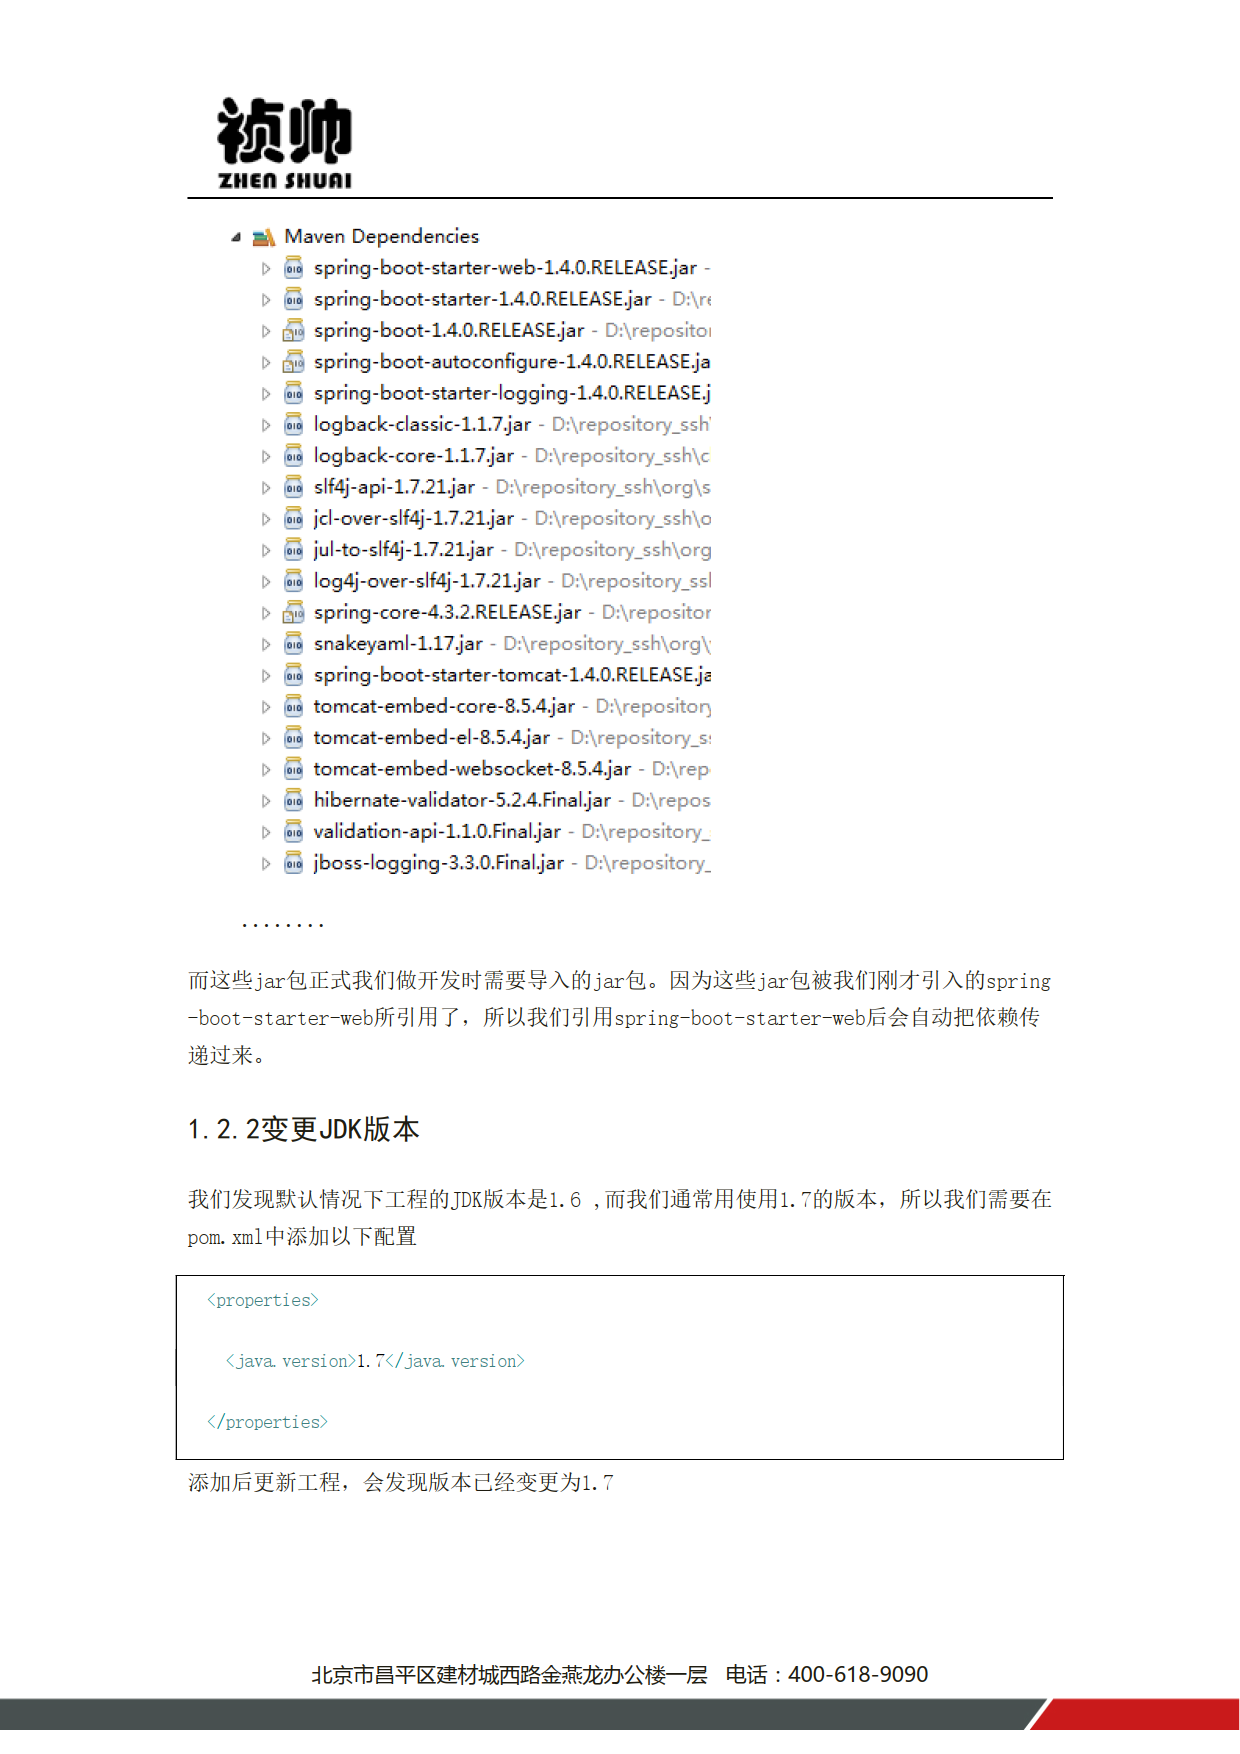 祯帅
ZHEN SHUAI
Maven Dependencies
spring-boot-starter-web-1.4.0.RELEASE.jar -
spring-boot-starter-1.4.0.RELEASE.jar - D:\re
spring-boot-1.4.0.RELEASE.jar - D:\reposito
spring-boot-autoconfigure-1.4.0.RELEASE.ja
spring-boot-starter-logging-1.4.0.RELEASE.j
logback-classic-1.1.7.jar - D:\repository_ssh\
logback-core-1.1.7.jar - D:\repository_ssh\c
slf4j-api-1.7.21.jar - D:\repository_ssh\org\s
jcl-over-slf4j-1.7.21.jar - D:\repository_ssh\o
jul-to-slf4j-1.7.21.jar - D:\repository_ssh\org
log4j-over-slf4j-1.7.21.jar - D:\repository_ss
spring-core-4.3.2.RELEASE.jar - D:\repositor
snakeyaml-1.17.jar - D:\repository_ssh\org\
spring-boot-starter-tomcat-1.4.0.RELEASE.ja
tomcat-embed-core-8.5.4.jar - D:\repository
tomcat-embed-el-8.5.4.jar - D:\repository_s
tomcat-embed-websocket-8.5.4.jar - D:\rep
hibernate-validator-5.2.4.Final.jar - D:\repos
validation-api-1.1.0.Final.jar - D:\repository_
jboss-logging-3.3.0.Final.jar - D:\repository_
........
而这些jar包正式我们做开发时需要导入的jar包。因为这些jar包被我们刚才引入的spring
-boot-starter-web所引用了，所以我们引用spring-boot-starter-web后会自动把依赖传
递过来。
1.2.2变更JDK版本
我们发现默认情况下工程的JDK版本是1.6 ,而我们通常用使用1.7的版本，所以我们需要在
pom.xml中添加以下配置
<properties>
<java.version>1.7</java.version>
</properties>
添加后更新工程，会发现版本已经变更为1.7
北京市昌平区建材城西路金燕龙办公楼一层 电话：400-618-9090